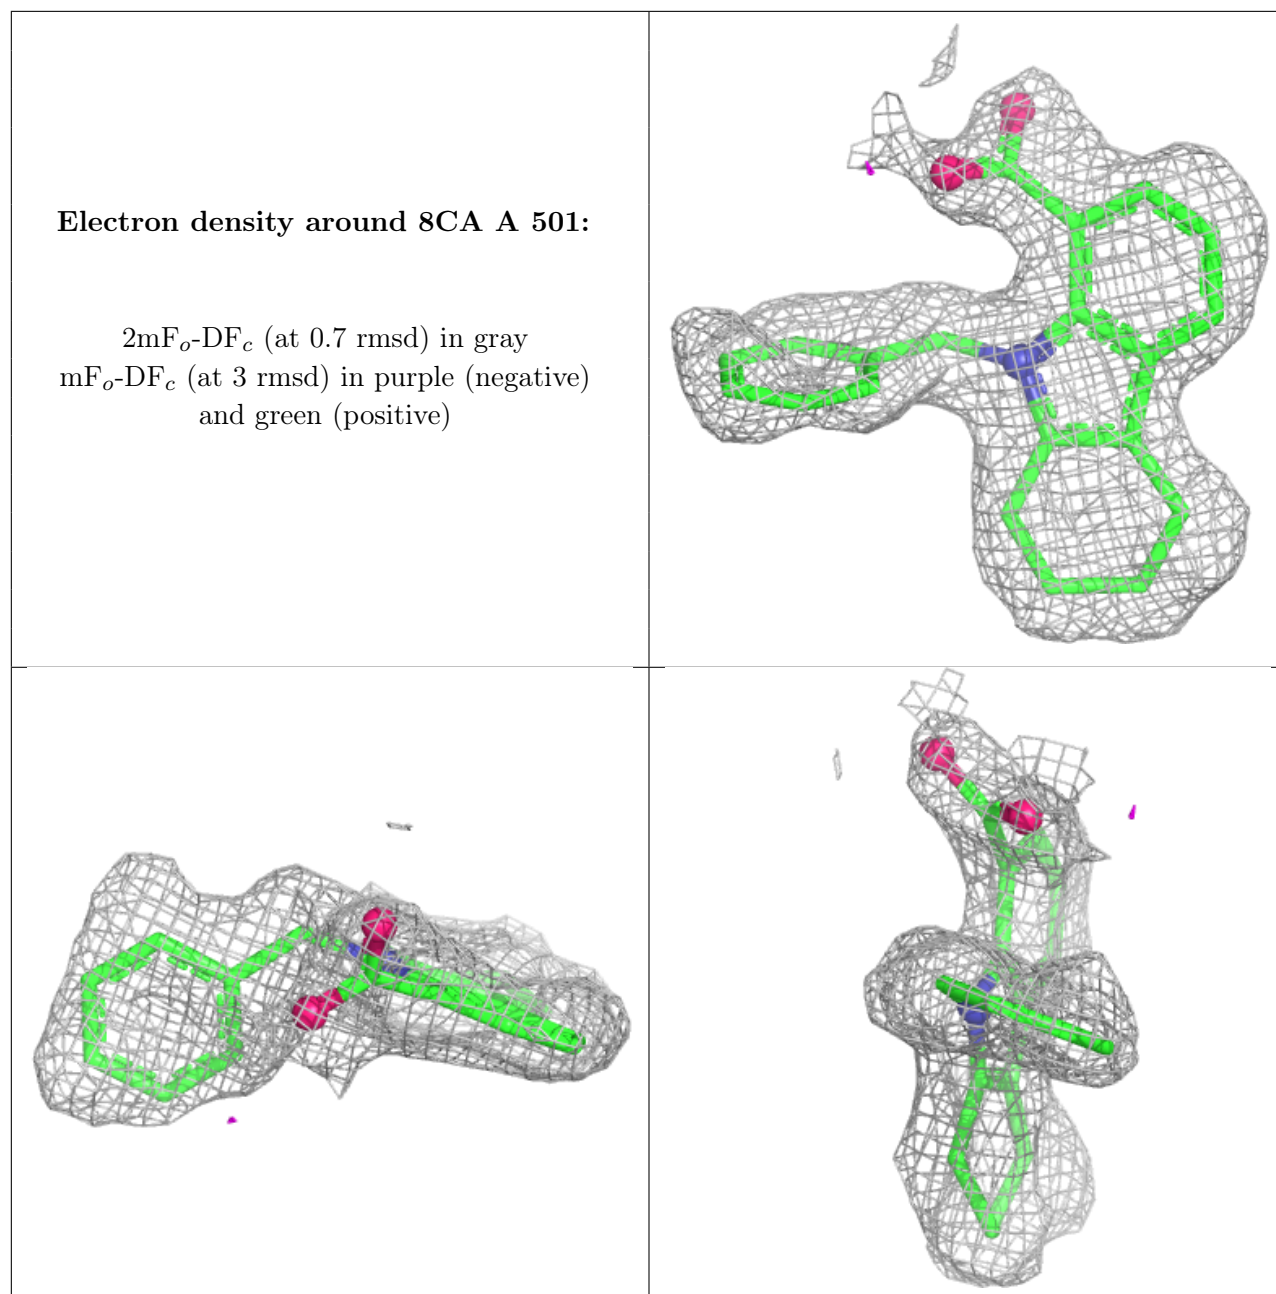 Electron density around 8CA A 501:
2mFo-DFc (at 0.7 rmsd) in gray
mFo-DFc (at 3 rmsd) in purple (negative)
and green (positive)